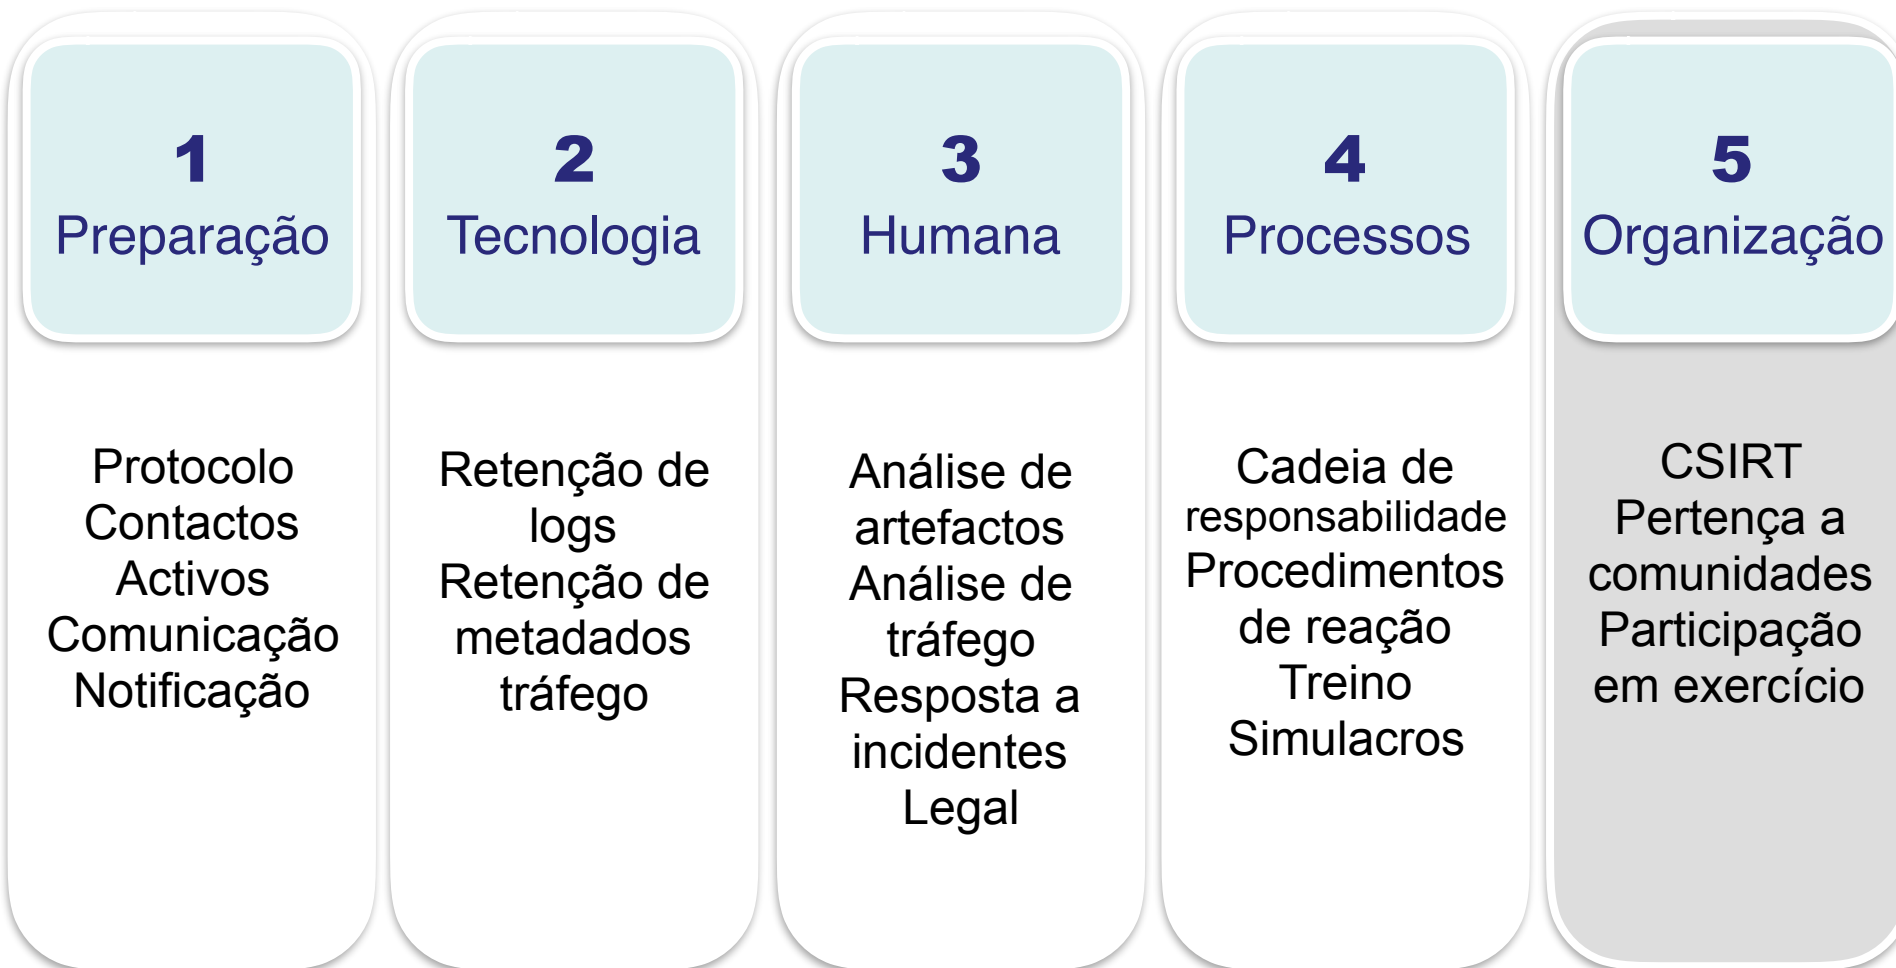 1
Preparação
Protocolo
Contactos
Activos
Comunicação
Notificação
2
Tecnologia
Retenção de
logs
Retenção de
metadados
tráfego
3
Humana
Análise de
artefactos
Análise de
tráfego
Resposta a
incidentes
Legal
4
Processos
Cadeia de
responsabilidade
Procedimentos
de reação
Treino
Simulacros
5
Organização
CSIRT
Pertença a
comunidades
Participação
em exercício